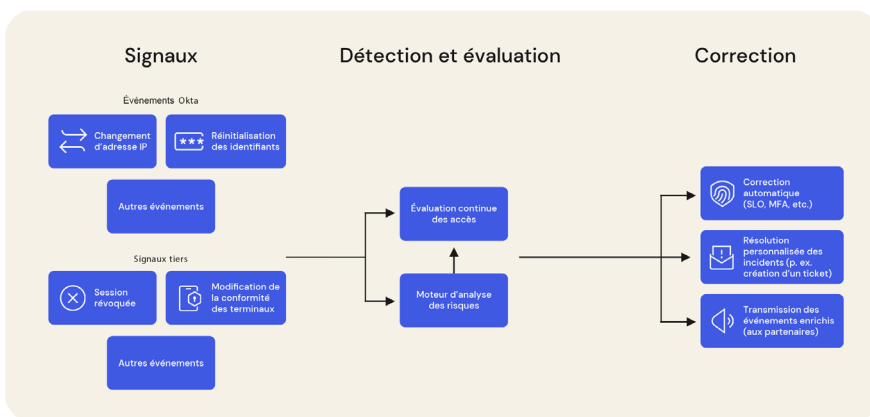 Signaux
Détection et évaluation
Correction
Événements Okta
Changement
d'adresse IP
***
Réinitialisation
des identifiants
Autres événements
Signaux tiers
Session
révoquée
Modification de
la conformité
des terminaux
Autres événements
Évaluation continue
des accès
Moteur d'analyse
des risques
Correction
automatique
(SLO, MFA, etc.)
Résolution
personnalisée des
incidents (p. ex.
création d'un ticket)
Transmission des
événements enrichis
(aux partenaires)